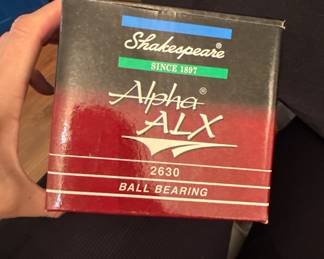 Shakespeare®
SINCE 1897
Alpha®
ALX
2630
BALL BEARING